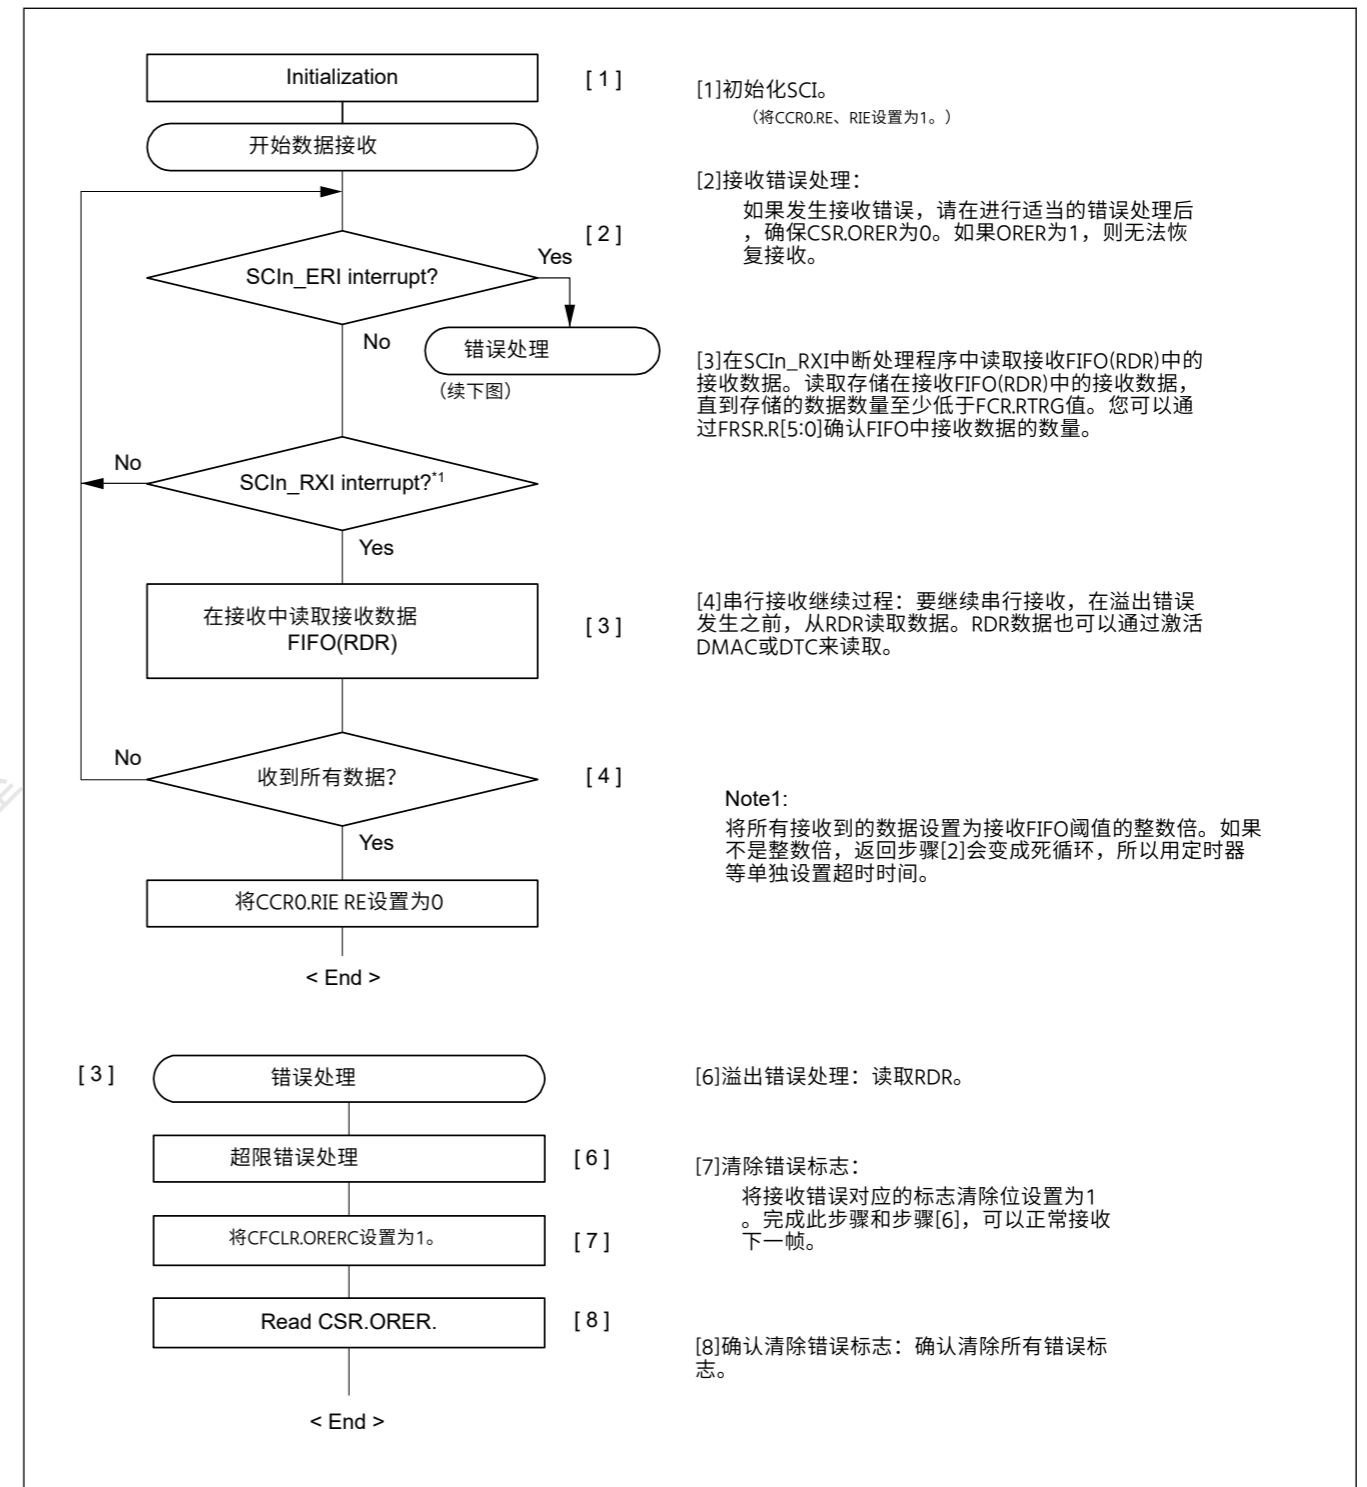 Initialization
[ 1 ]
[1]初始化SCI。
（将CCR0.RE、RIE设置为1。）
开始数据接收
[2]接收错误处理：
如果发生接收错误，请在进行适当的错误处理后
，确保CSR.ORER为0。如果ORER为1，则无法恢
复接收。
[ 2 ]
SCIn_ERI interrupt?
Yes
No
错误处理
（续下图）
[3]在SCIn_RXI中断处理程序中读取接收FIFO(RDR)中的
接收数据。读取存储在接收FIFO(RDR)中的接收数据，
直到存储的数据数量至少低于FCR.RTRG值。您可以通
过FRSR.R[5:0]确认FIFO中接收数据的数量。
No
SCIn_RXI interrupt?*1
Yes
在接收中读取接收数据
FIFO(RDR)
[ 3 ]
[4]串行接收继续过程：要继续串行接收，在溢出错误
发生之前，从RDR读取数据。RDR数据也可以通过激活
DMAC或DTC来读取。
No
收到所有数据？
[ 4 ]
Yes
Note1:
将所有接收到的数据设置为接收FIFO阈值的整数倍。如果
不是整数倍，返回步骤[2]会变成死循环，所以用定时器
等单独设置超时时间。
将CCR0.RIE RE设置为0
< End >
[ 3 ]
错误处理
[6]溢出错误处理：读取RDR。
超限错误处理
[ 6 ]
[7]清除错误标志：
将接收错误对应的标志清除位设置为1
。完成此步骤和步骤[6]，可以正常接收
下一帧。
将CFCLR.ORERC设置为1。
[ 7 ]
Read CSR.ORER.
[ 8 ]
[8]确认清除错误标志：确认清除所有错误标
志。
< End >